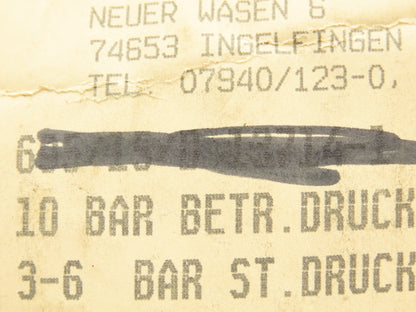 NEUER WASEN 6
74653 INGELFINGEN
TEL. 07940/123-0,
10 BAR BETR.DRUCK
3-6 BAR ST.DRUCK